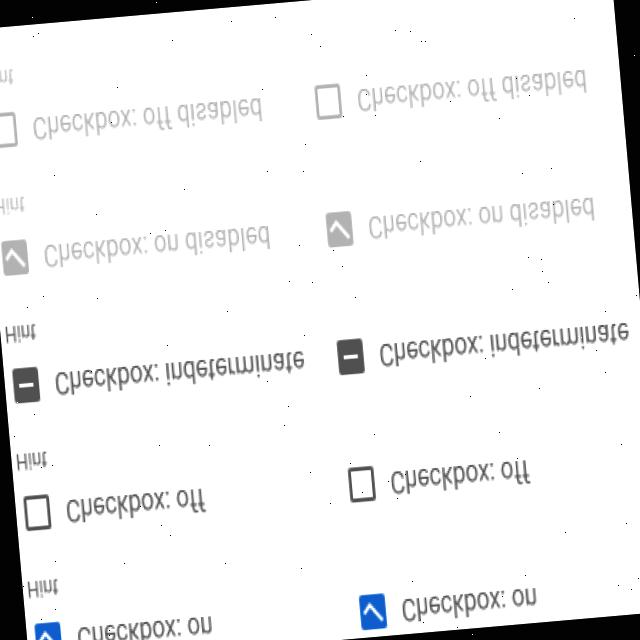 Checkbox: on
Checkbox: on
Hint
Checkbox: off
Checkbox: off
Hint
Checkbox: indeterminate
Checkbox: indeterminate
Hint
Checkbox: on disabled
Checkbox: on disabled
Hint
Checkbox: off disabled
Checkbox: off disabled